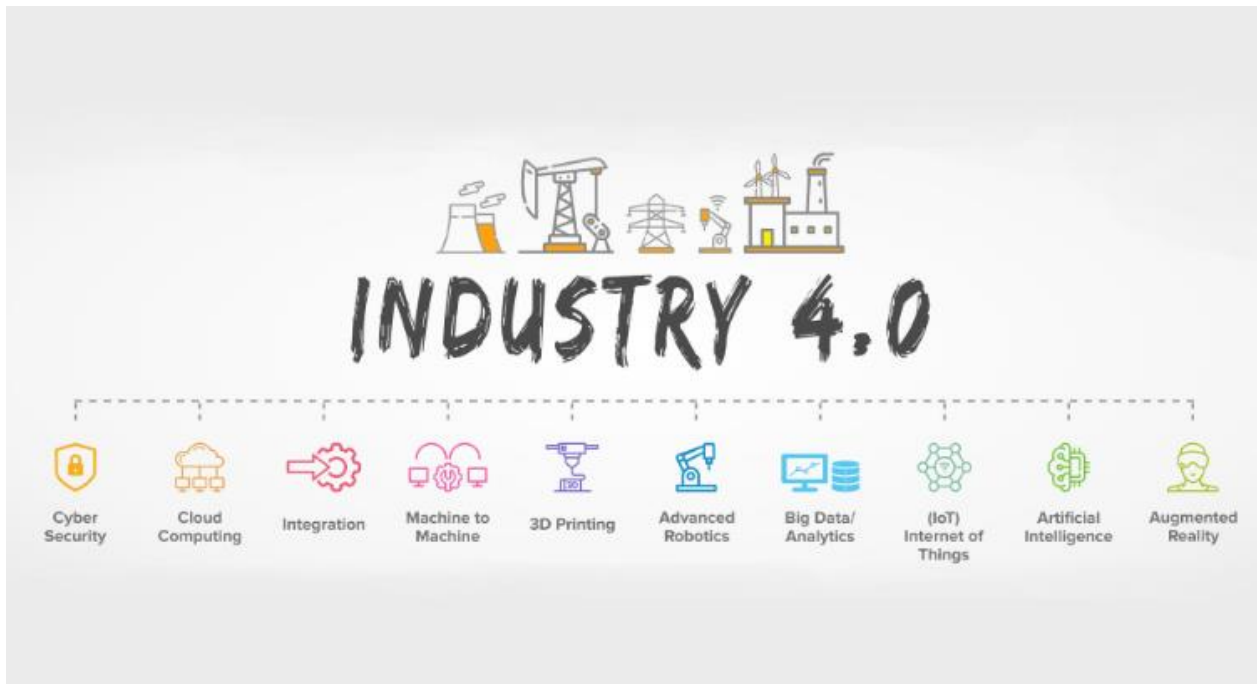 INDUSTRY 4.0
Cyber
Security
Cloud
Computing
Integration
Machine to
Machine
3D Printing
Advanced
Robotics
Big Data/
Analytics
(IoT)
Internet of
Things
Artificial
Intelligence
Augmented
Reality